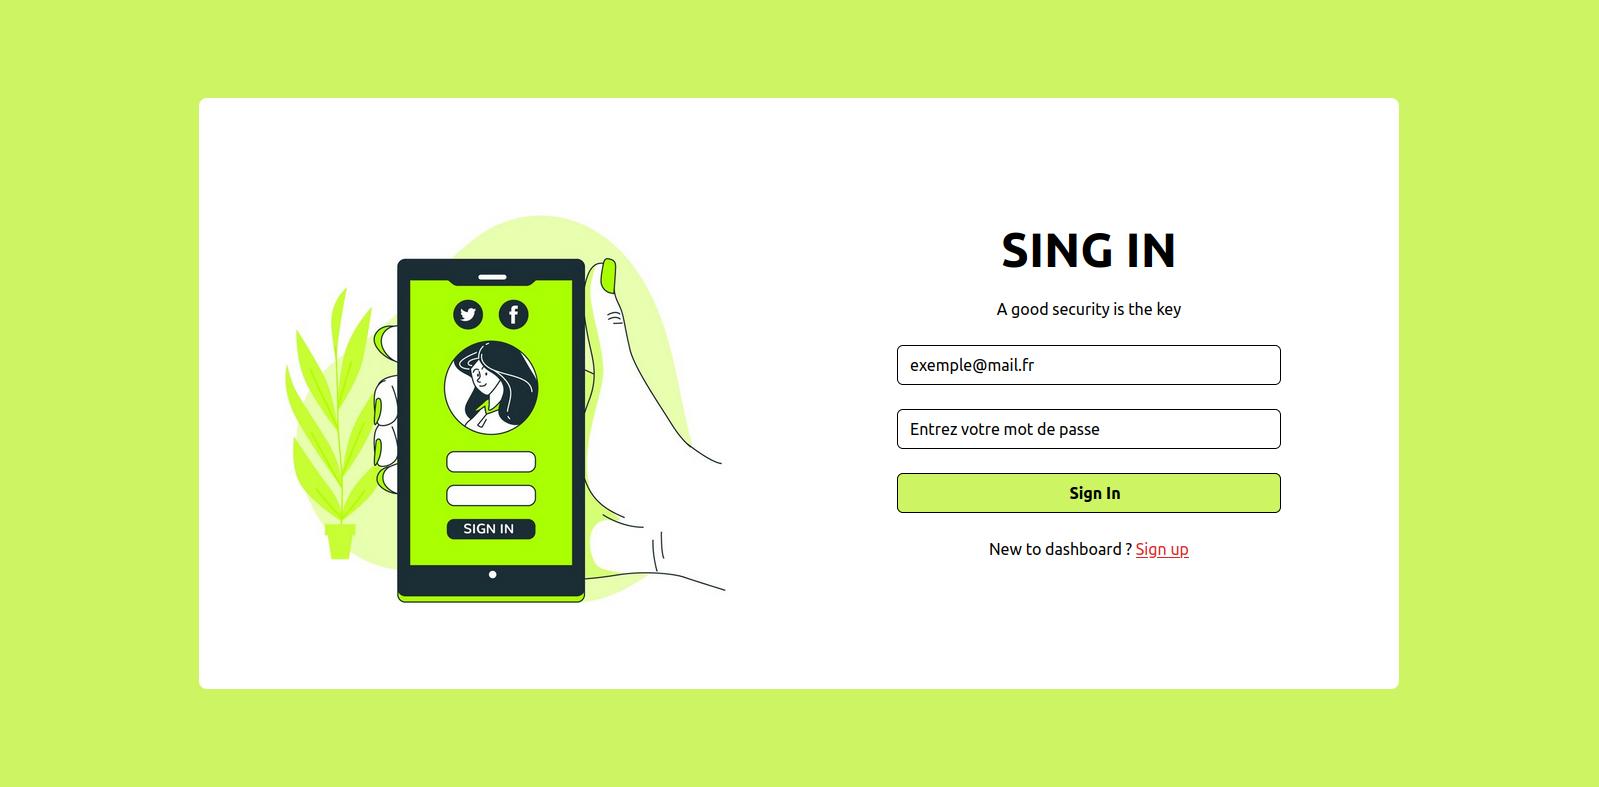 SIGN IN
SING IN
A good security is the key
exemple@mail.fr
Entrez votre mot de passe
Sign In
New to dashboard ? Sign up